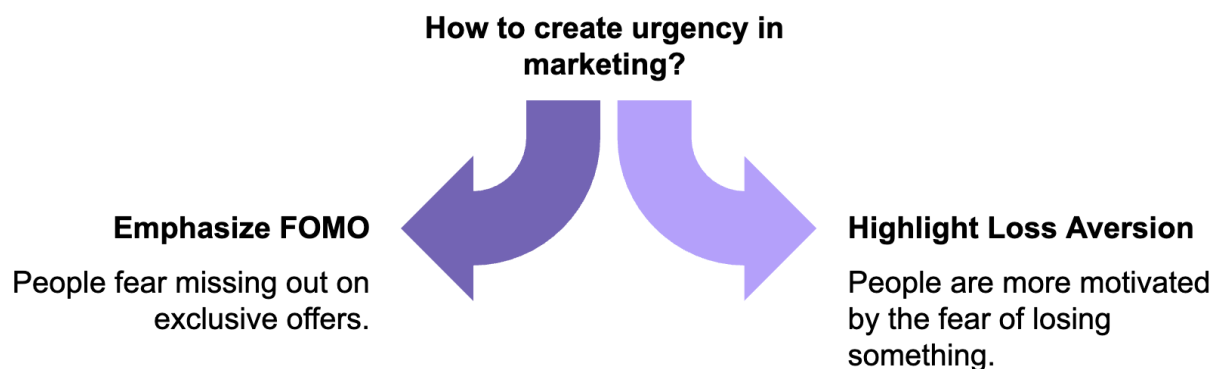 How to create urgency in
marketing?
Emphasize FOMO
People fear missing out on
exclusive offers.
Highlight Loss Aversion
People are more motivated
by the fear of losing
something.